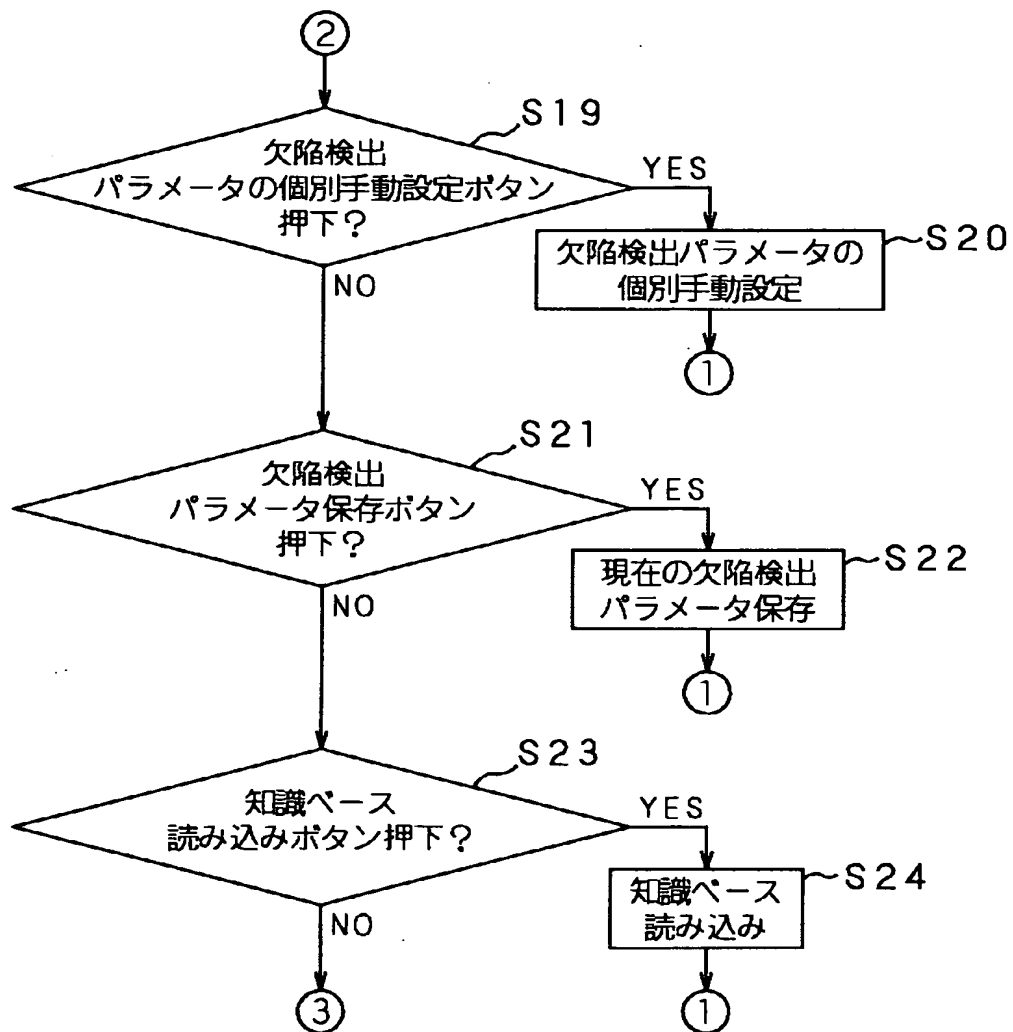 ②
S19
欠陥検出
パラメータの個別手動設定ボタン
押下?
YES
NO
S20
欠陥検出パラメータの
個別手動設定
①
S21
欠陥検出
パラメータ保存ボタン
押下?
YES
NO
S22
現在の欠陥検出
パラメータ保存
①
S23
知識ベース
読み込みボタン押下?
YES
NO
S24
知識ベース
読み込み
③
①